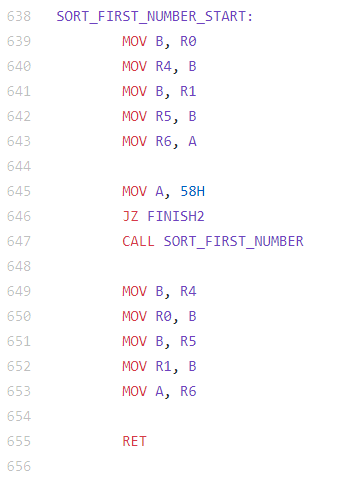 638 SORT_FIRST_NUMBER_START:
639 MOV B, R0
640 MOV R4, B
641 MOV B, R1
642 MOV R5, B
643 MOV R6, A
644
645 MOV A, 58H
646 JZ FINISH2
647 CALL SORT_FIRST_NUMBER
648
649 MOV B, R4
650 MOV R0, B
651 MOV B, R5
652 MOV R1, B
653 MOV A, R6
654
655 RET
656